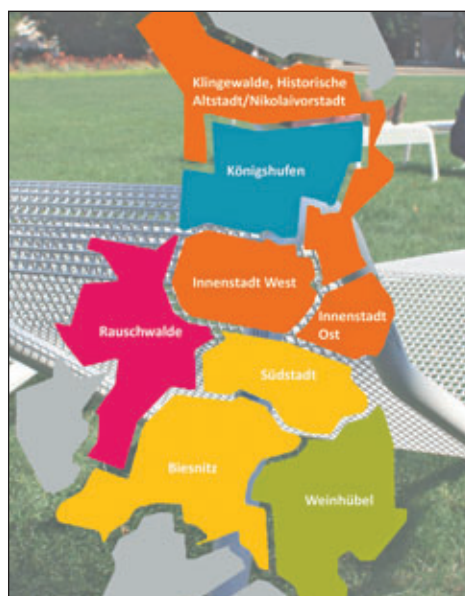 Klingewalde, Historische
Altstadt/Nikolaivorstadt
Königshufen
Innenstadt West
Innenstadt
Ost
Rauschwalde
Südstadt
Biesnitz
Weinhübel